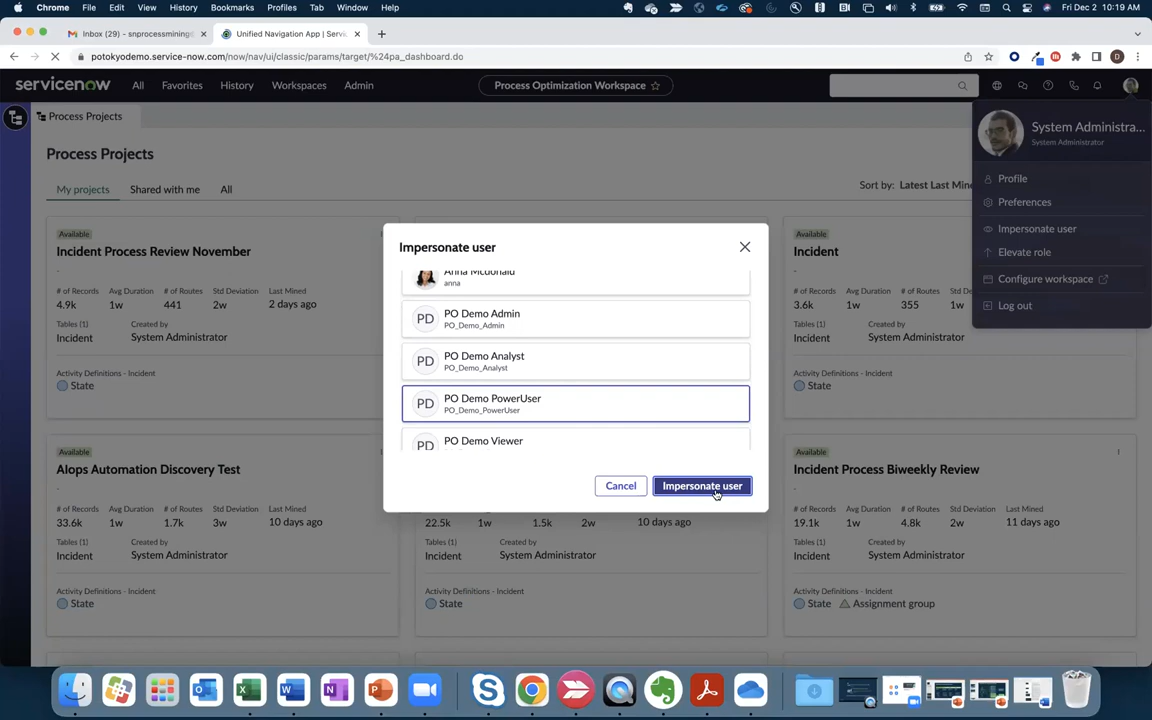 Chrome File Edit View History Bookmarks Profiles Tab Window Help Fri Dec 2 10:19 AM
Inbox (29) - snprocessminingd
Unified Navigation App | Servi
potokyodemo.service-now.com/now/nav/ui/classic/params/target/%24pa_dashboard.do
servicenow All Favorites History Workspaces Admin
Process Optimization Workspace
Process Projects
Process Projects
My projects Shared with me All
Sort by: Latest Last Mine
System Administra...
System Administrator
Profile
Preferences
Impersonate user
Elevate role
Configure workspace
Log out
Available
Incident Process Review November
-
# of Records Avg Duration # of Routes Std Deviation Last Mined
4.9k 1w 441 2w 2 days ago
Tables (1) Created by
Incident System Administrator
Activity Definitions - Incident
State
Available
Incident
-
# of Records Avg Duration # of Routes Std D
3.6k 1w 355 1w
Tables (1) Created by
Incident System Administrator
Activity Definitions - Incident
State
Impersonate user
Anna Mcdonald
anna
PO Demo Admin
PO_Demo_Admin
PO Demo Analyst
PO_Demo_Analyst
PO Demo PowerUser
PO_Demo_PowerUser
PO Demo Viewer
PD
PD
PD
PD
Cancel
Impersonate user
Available
AIops Automation Discovery Test
-
# of Records Avg Duration # of Routes Std Deviation Last Mined
33.6k 1w 1.7k 3w 10 days ago
Tables (1) Created by
Incident System Administrator
Activity Definitions - Incident
State
22.5k 1w 1.5k 2w 10 days ago
Tables (1) Created by
Incident System Administrator
Activity Definitions - Incident
State
Available
Incident Process Biweekly Review
-
# of Records Avg Duration # of Routes Std Deviation Last Mined
19.1k 1w 4.8k 2w 11 days ago
Tables (1) Created by
Incident System Administrator
Activity Definitions - Incident
State Assignment group